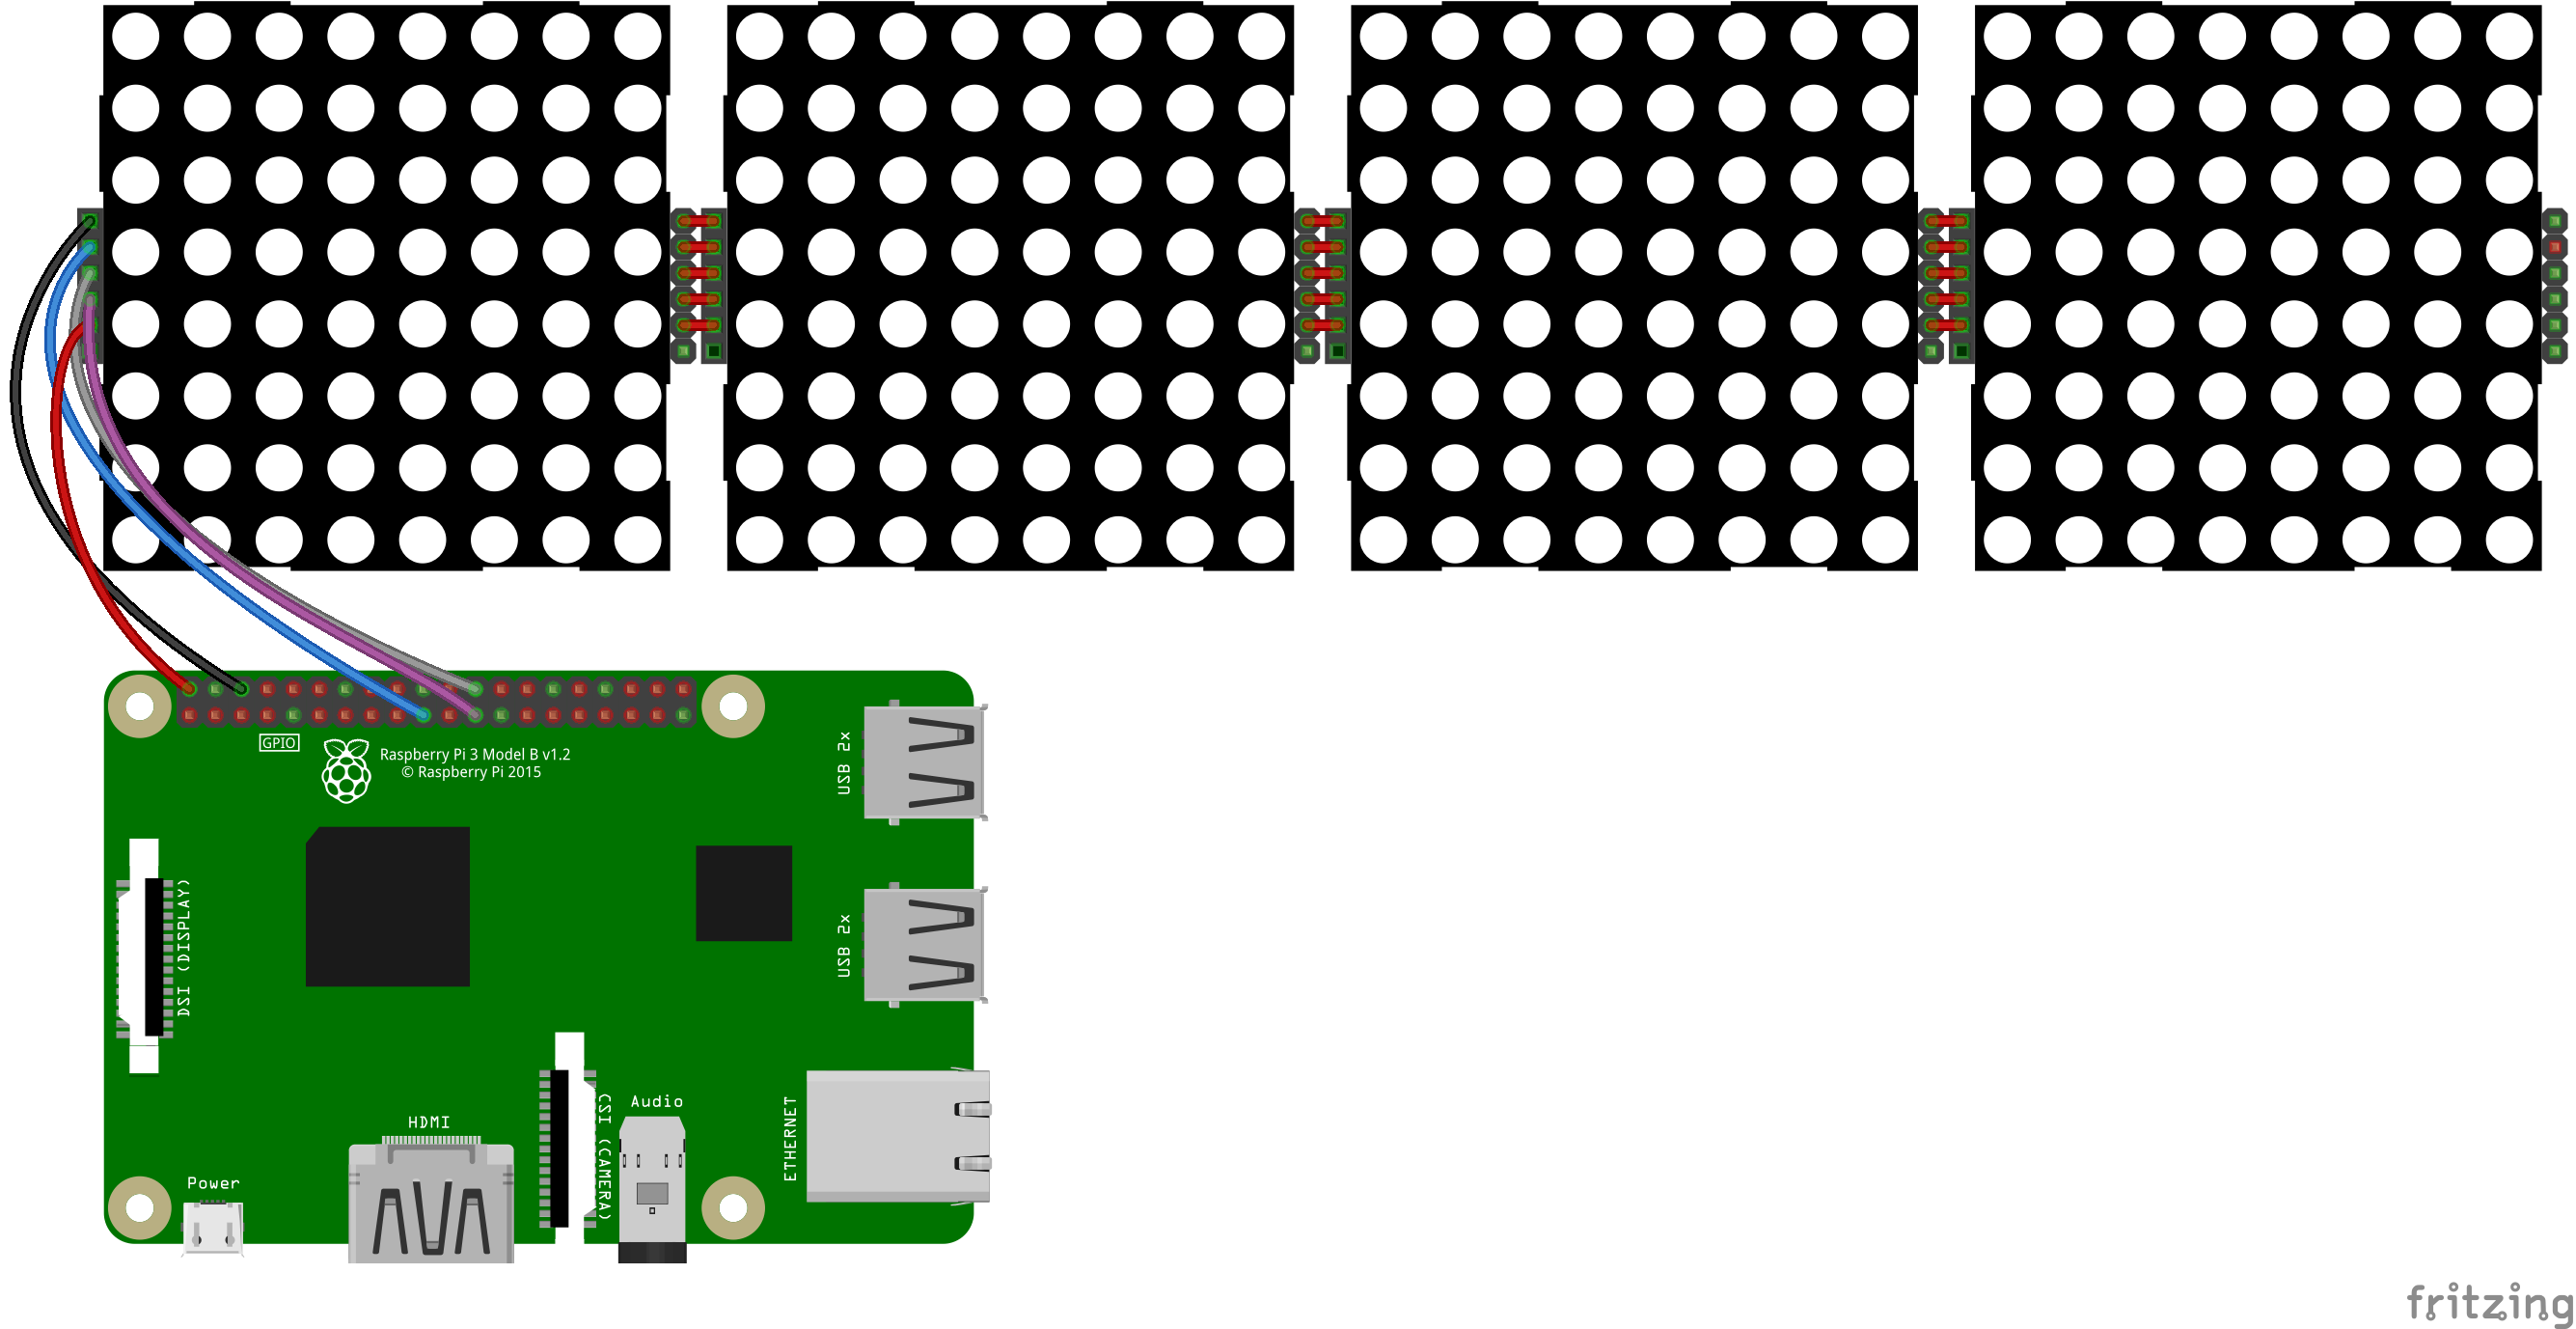 GPIO
Raspberry Pi 3 Model B v1.2
© Raspberry Pi 2015
USB 2x
USB 2x
DSI (DISPLAY)
HDMI
CSI (CAMERA)
Audio
ETHERNET
Power
fritzing